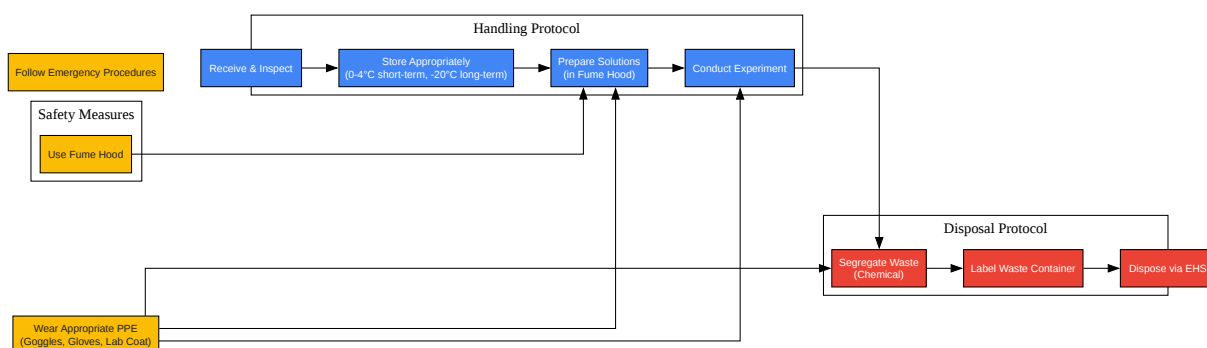 Handling Protocol
Follow Emergency Procedures
Receive & Inspect
Store Appropriately
(0-4°C short-term, -20°C long-term)
Prepare Solutions
(in Fume Hood)
Conduct Experiment
Safety Measures
Use Fume Hood
Disposal Protocol
Segregate Waste
(Chemical)
Label Waste Container
Dispose via EHS
Wear Appropriate PPE
(Goggles, Gloves, Lab Coat)